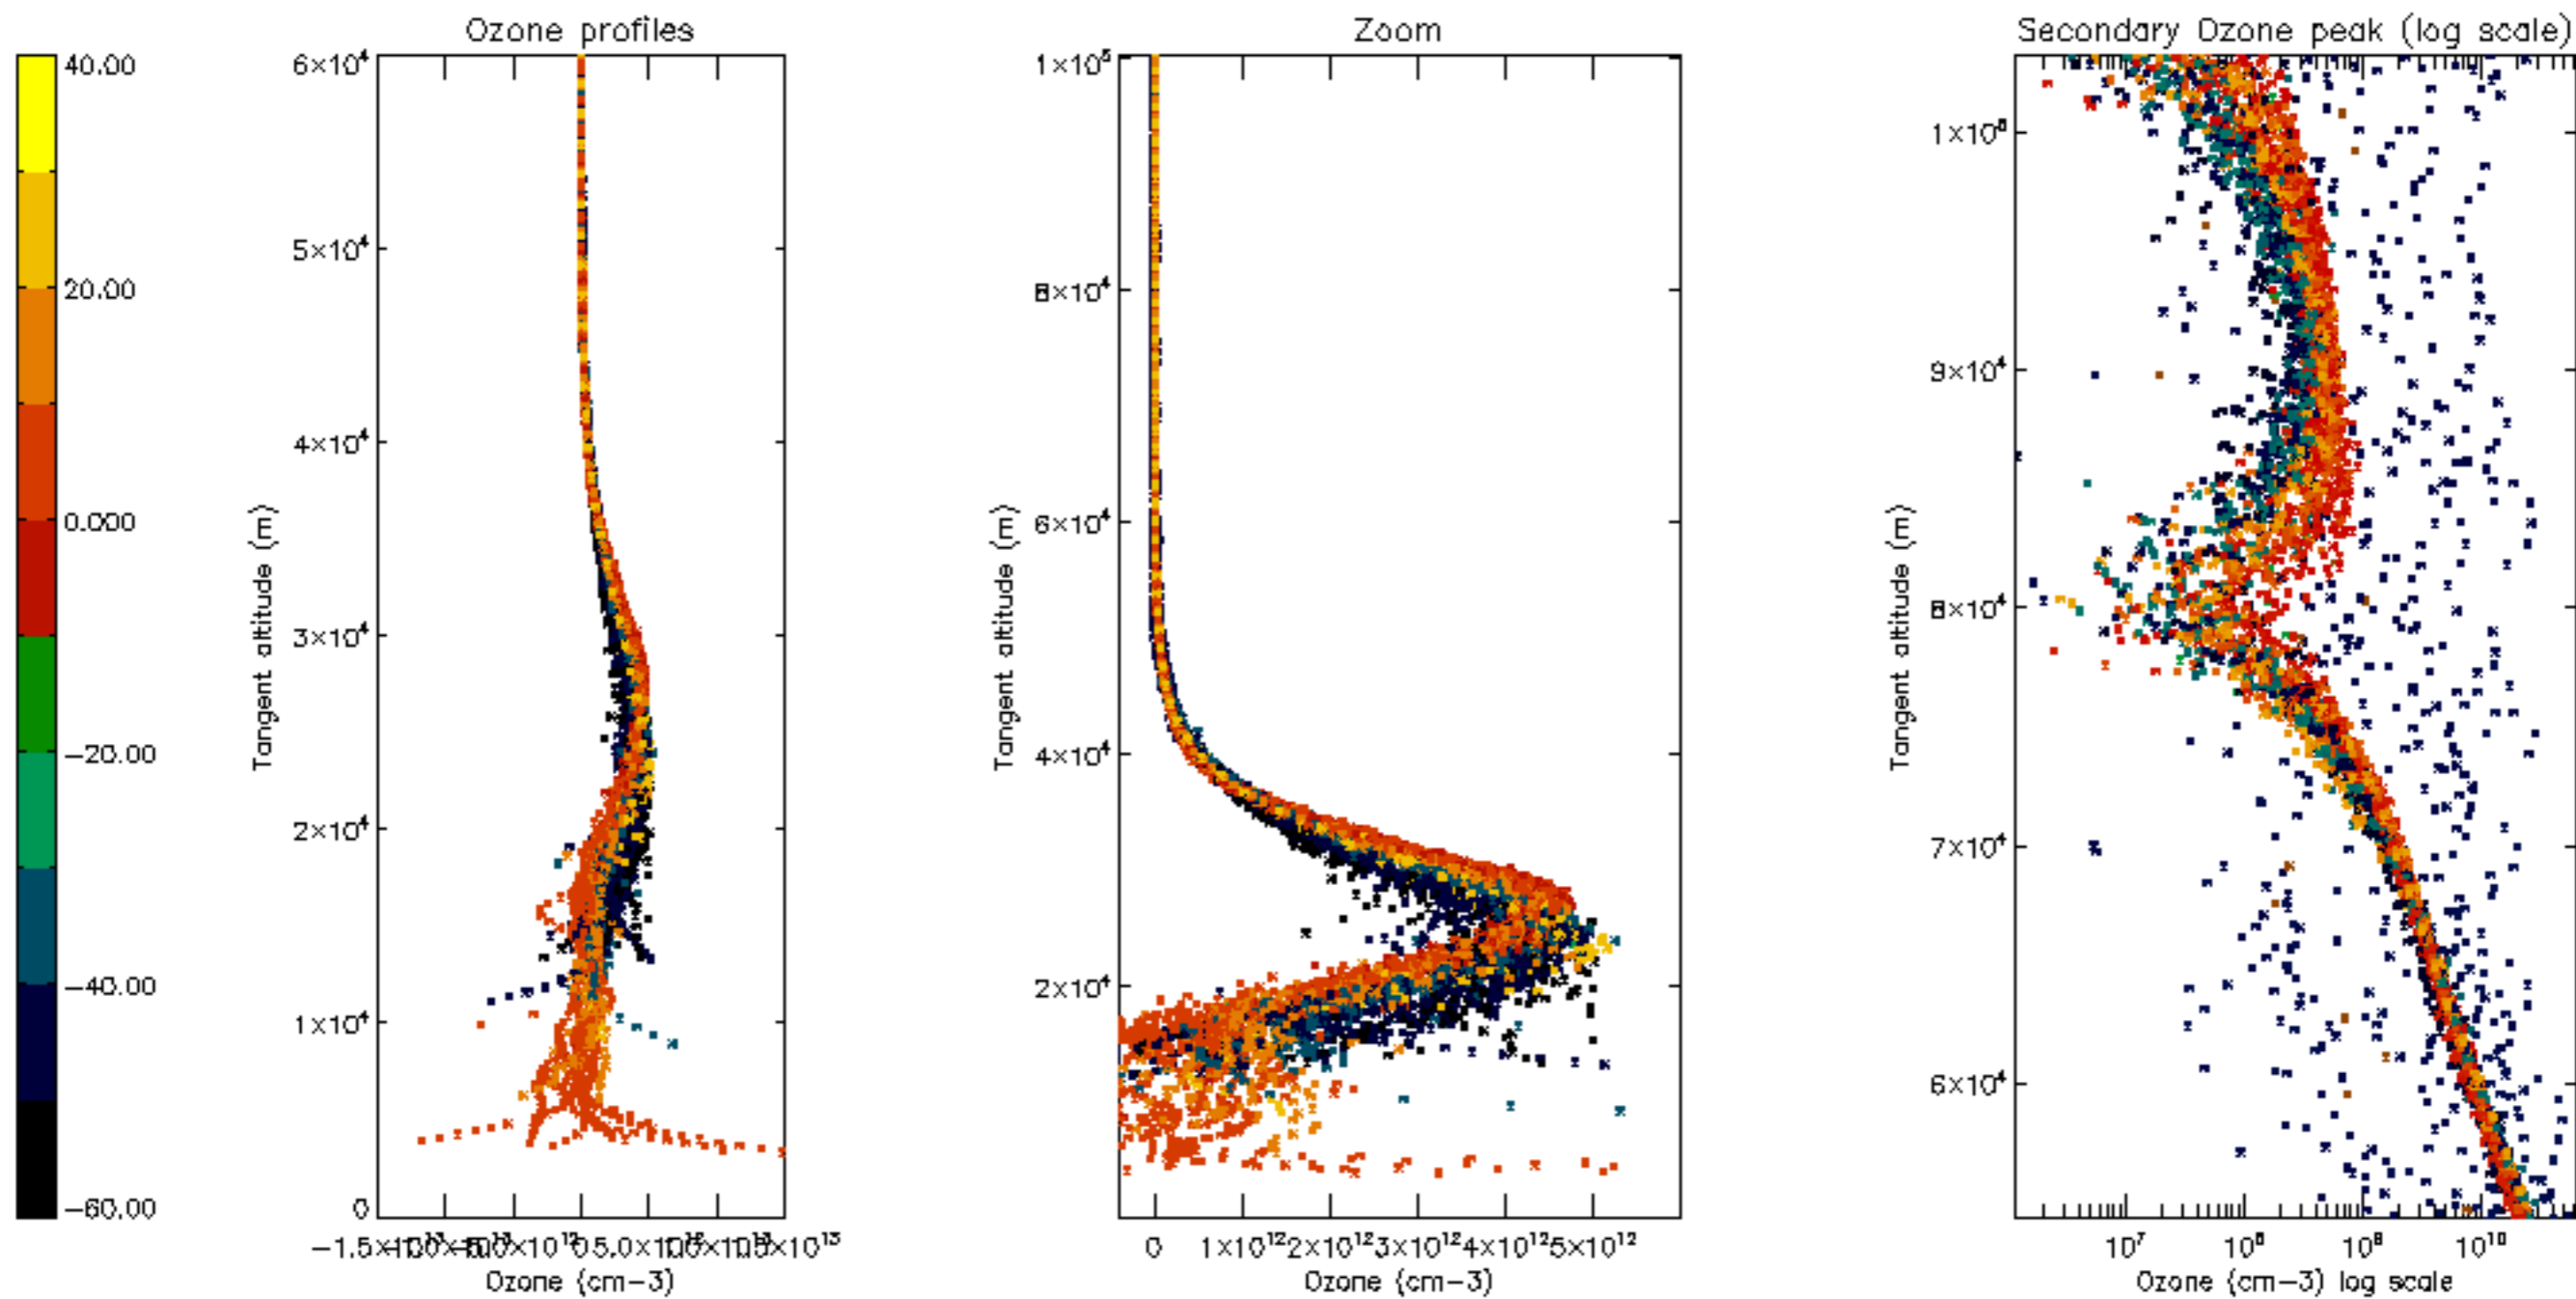 Ozone profiles
Zoom
Secondary Ozone peak (log scale)
40.00
20.00
0.000
−20.00
−40.00
−60.00
6×10⁴
5×10⁴
4×10⁴
3×10⁴
2×10⁴
1×10⁴
0
Tangent altitude (m)
Ozone (cm−3)
1×10⁵
8×10⁴
6×10⁴
4×10⁴
2×10⁴
Tangent altitude (m)
0 1×10¹² 2×10¹² 3×10¹² 4×10¹² 5×10¹²
Ozone (cm−3)
9×10⁴
8×10⁴
7×10⁴
6×10⁴
Tangent altitude (m)
10⁷ 10⁸ 10⁹ 10¹⁰
Ozone (cm−3) log scale